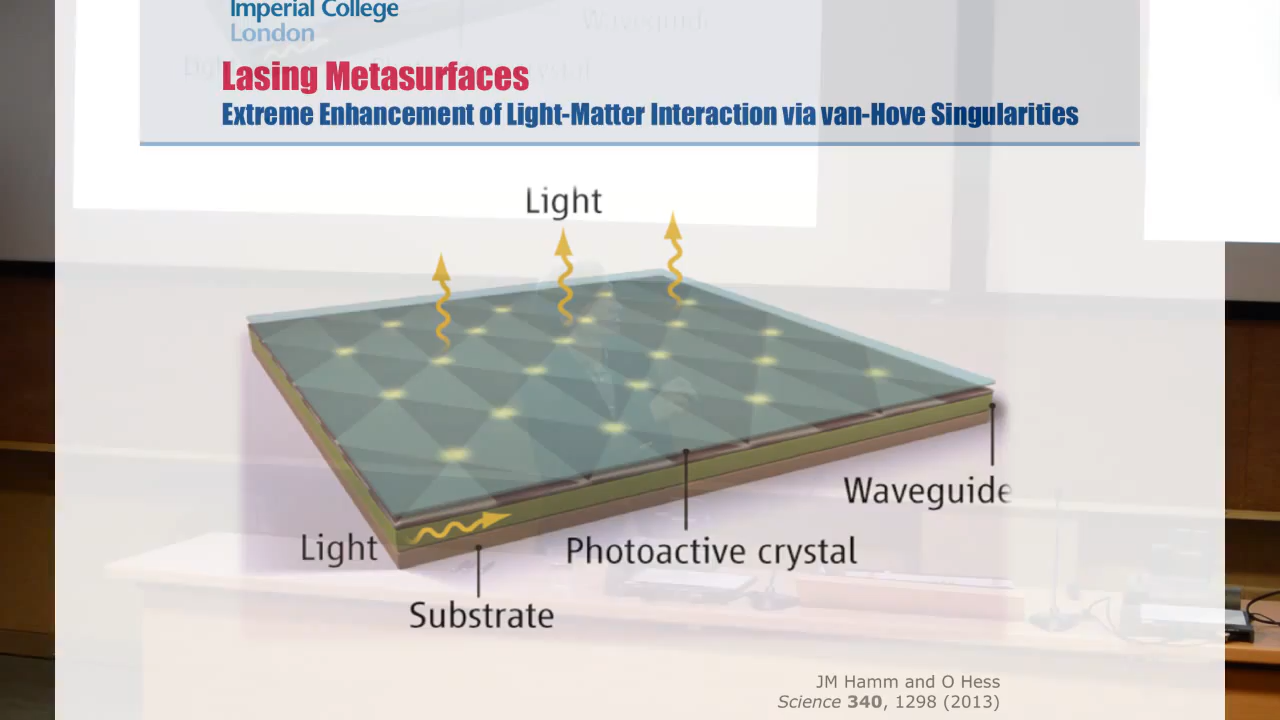 Imperial College
London
Lasing Metasurfaces
Extreme Enhancement of Light-Matter Interaction via van-Hove Singularities
Light
Waveguide
Light
Photoactive crystal
Substrate
JM Hamm and O Hess
Science 340, 1298 (2013)